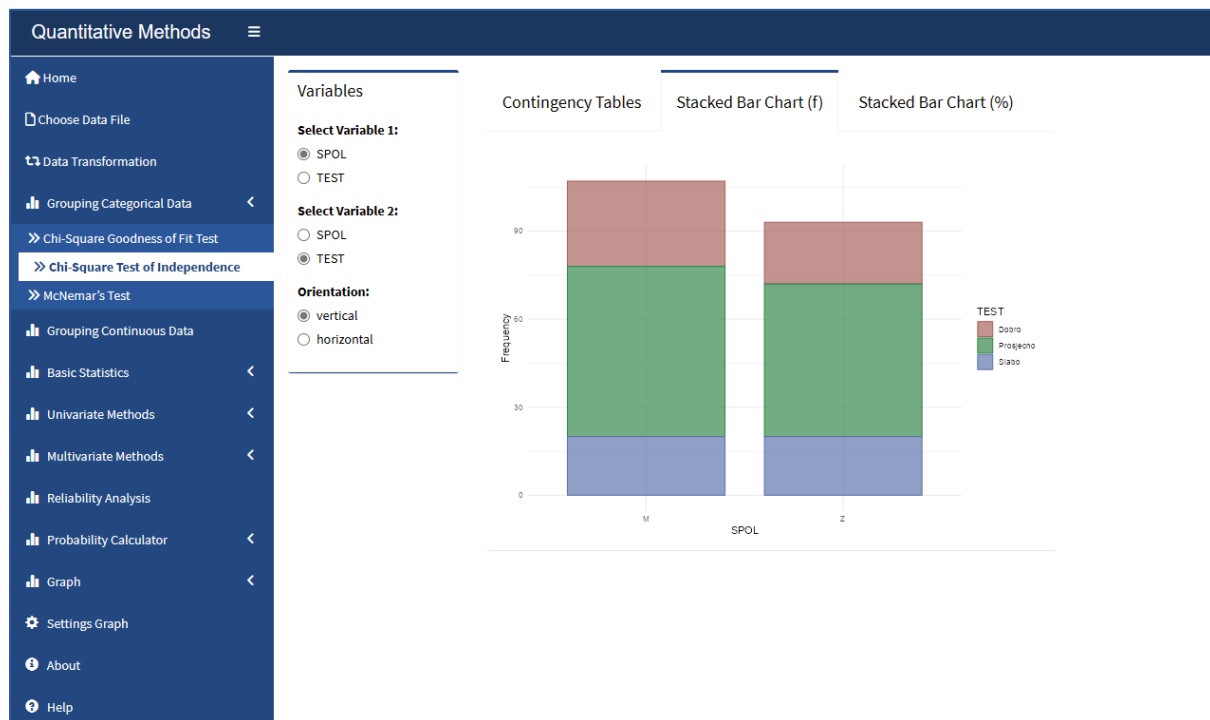 Quantitative Methods
Home
Choose Data File
Data Transformation
Grouping Categorical Data
Chi-Square Goodness of Fit Test
Chi-Square Test of Independence
McNemar's Test
Grouping Continuous Data
Basic Statistics
Univariate Methods
Multivariate Methods
Reliability Analysis
Probability Calculator
Graph
Settings Graph
About
Help
Variables
Select Variable 1:
SPOL
TEST
Select Variable 2:
SPOL
TEST
Orientation:
vertical
horizontal
Contingency Tables
Stacked Bar Chart (f)
Stacked Bar Chart (%)
Frequency
90
60
30
0
M
Z
SPOL
TEST
Dobro
Prosjecno
Slabo